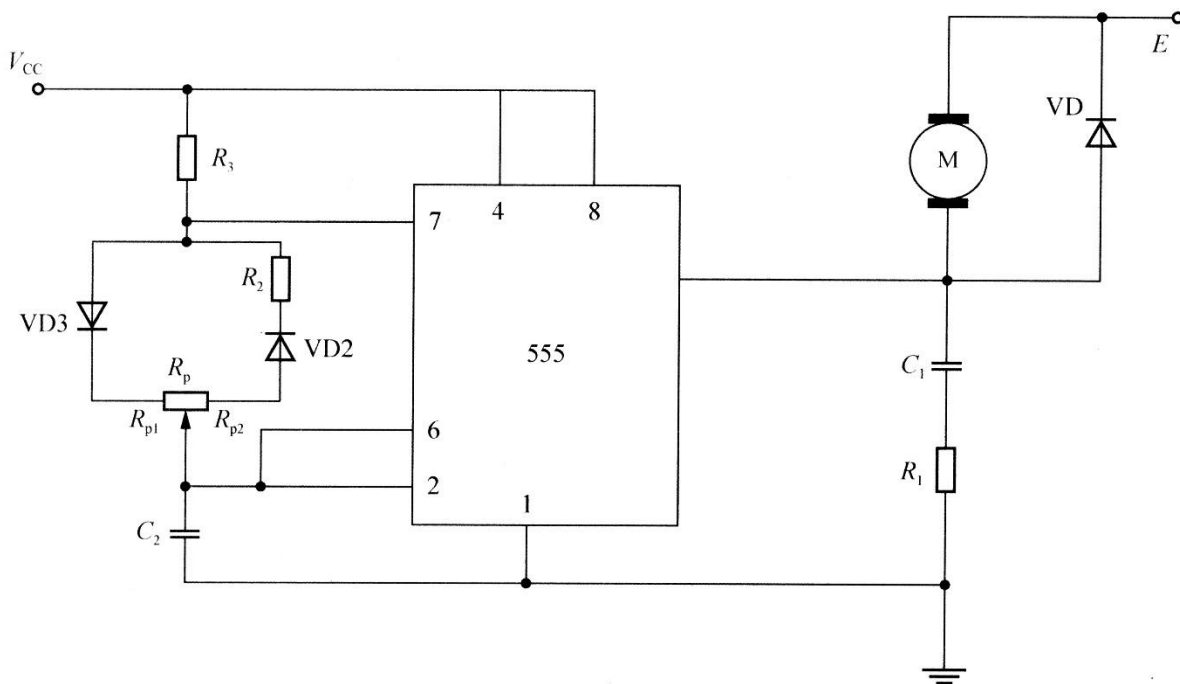 E
V_CC
VD
R_3
M
4 8
7
R_2
VD3
555
VD2
R_p
C_1
R_p1 R_p2
6
R_1
2
1
C_2